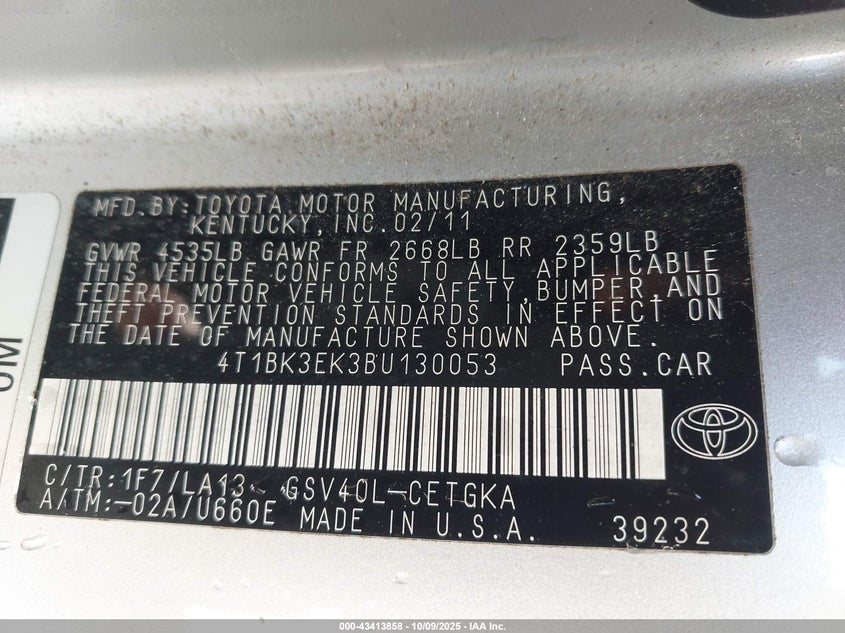 MFD.BY:TOYOTA MOTOR MANUFACTURING,
KENTUCKY,INC.02/11
GVWR 4535LB GAWR FR 2668LB RR 2359LB
THIS VEHICLE CONFORMS TO ALL APPLICABLE
FEDERAL MOTOR VEHICLE SAFETY,BUMPER,AND
THEFT PREVENTION STANDARDS IN EFFECT ON
THE DATE OF MANUFACTURE SHOWN ABOVE.
4T1BK3EK3BU130053 PASS.CAR
C/TR:1F7/LA13 GSV40L-CETGKA
A/TM:-02A/U660E MADE IN U.S.A. 39232
UM
000-43413858 - 10/09/2025 - IAA Inc.